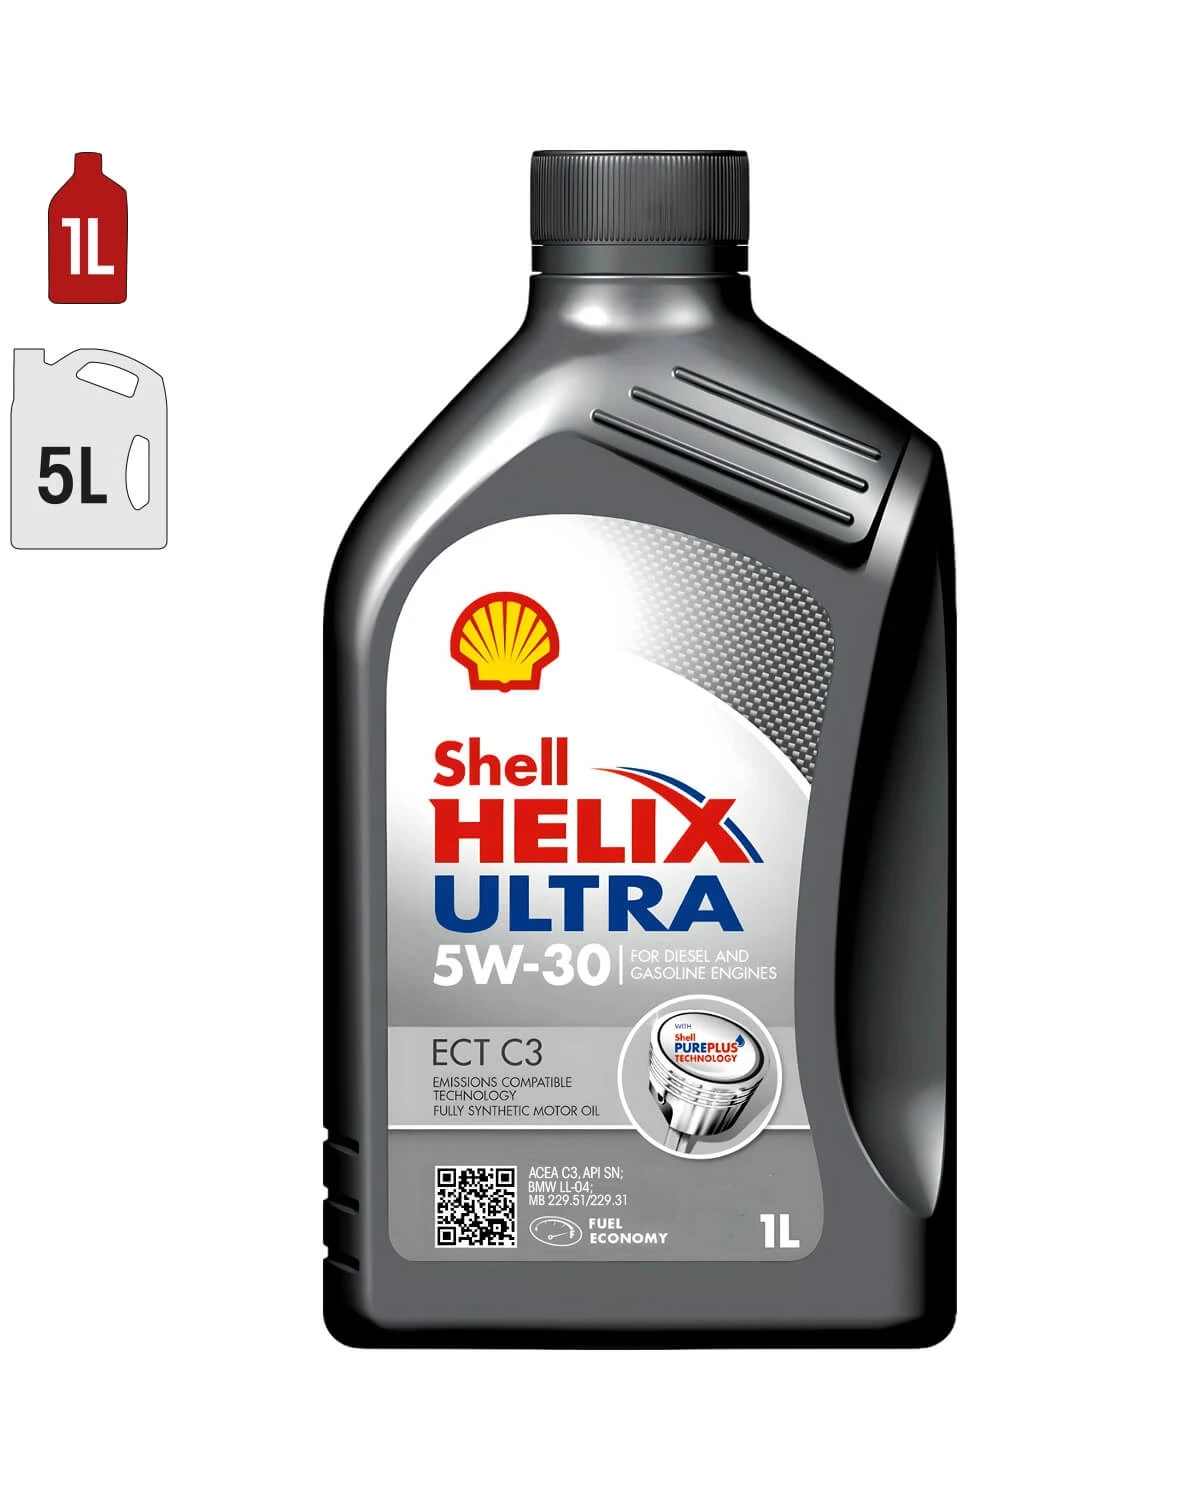 1L
5L
Shell
HELIX
ULTRA
5W-30
FOR DIESEL AND
GASOLINE ENGINES
WITH
Shell
PUREPLUS
TECHNOLOGY
ECT C3
EMISSIONS COMPATIBLE
TECHNOLOGY
FULLY SYNTHETIC MOTOR OIL
ACEA C3, API SN;
BMW LL-04;
MB 229.51/229.31
F
FUEL
ECONOMY
1L